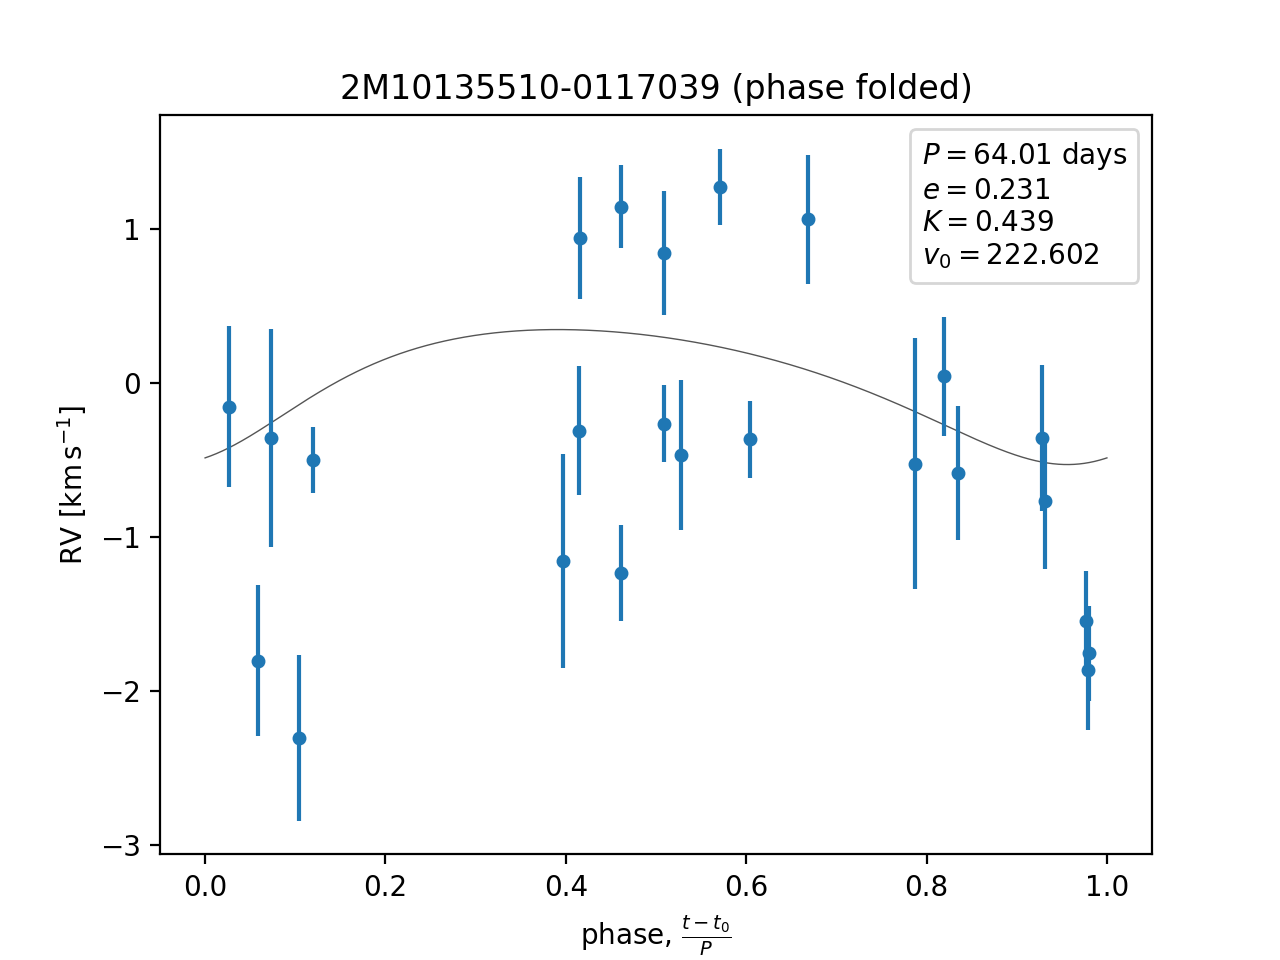 2M10135510-0117039 (phase folded)
P = 64.01 days
e = 0.231
K = 0.439
v₀ = 222.602
RV [km s⁻¹]
1
0
−1
−2
−3
0.0 0.2 0.4 0.6 0.8 1.0
phase, (t − t₀)/P